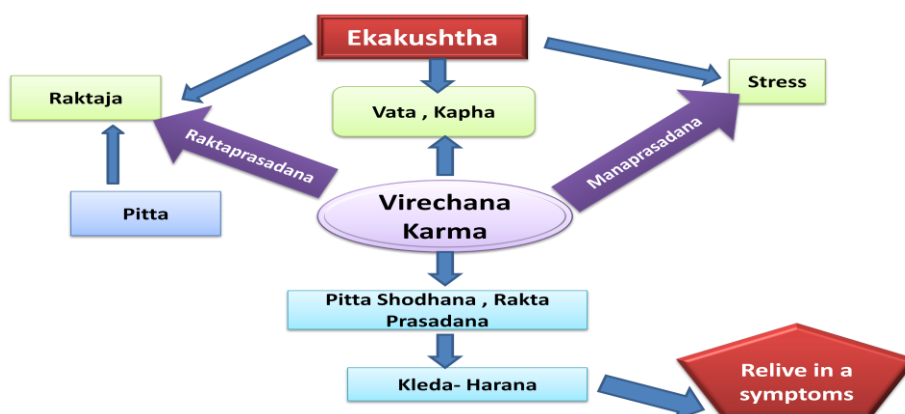 Ekakushtha
Raktaja
Stress
Vata , Kapha
Raktaprasadana
Manaprasadana
Pitta
Virechana
Karma
Pitta Shodhana , Rakta
Prasadana
Kleda- Harana
Relive in a
symptoms